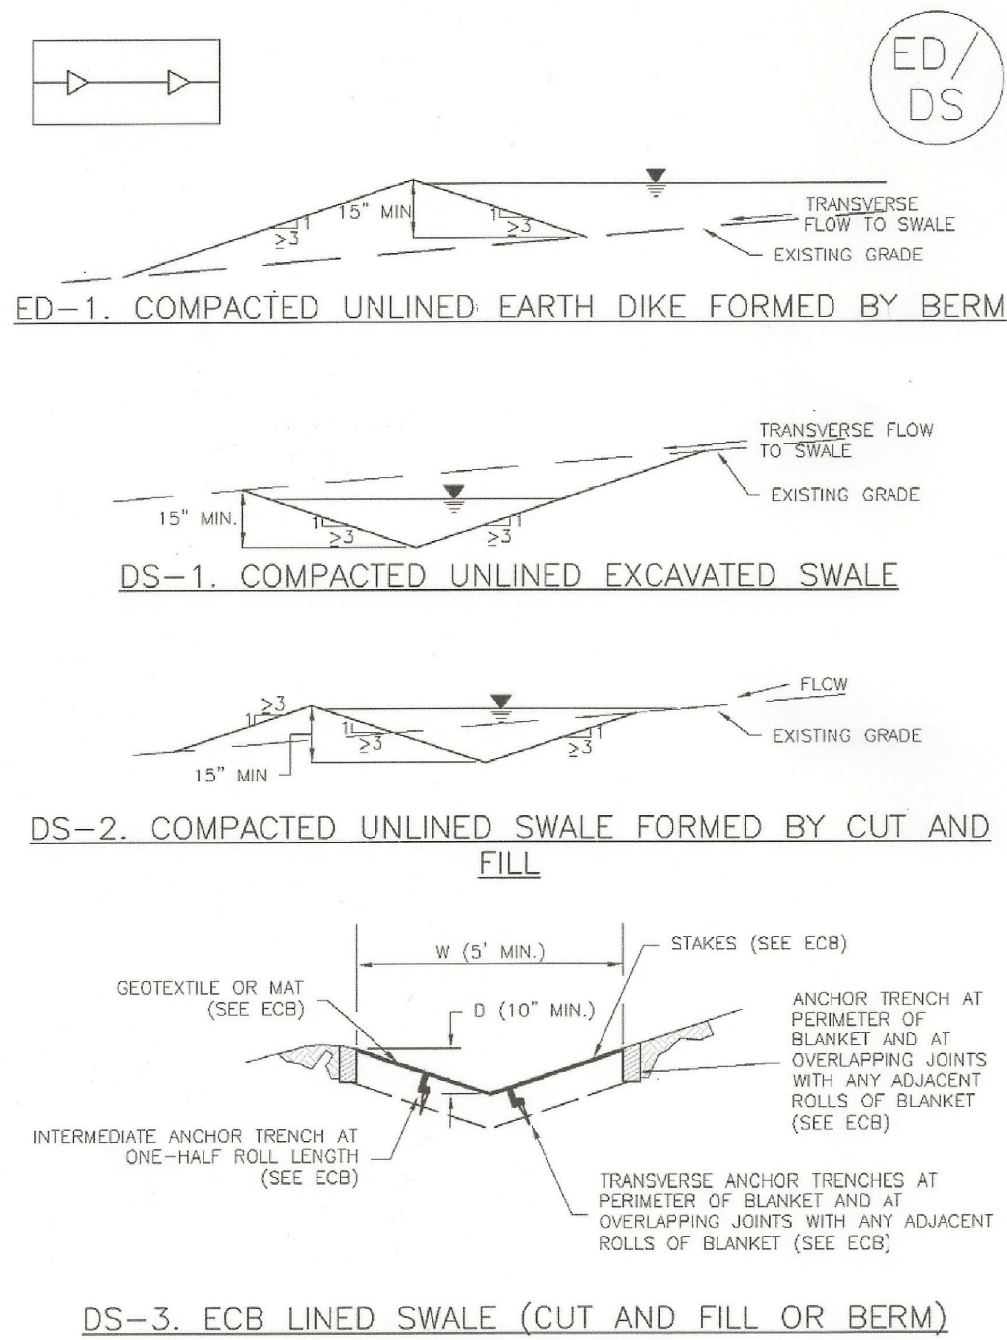 ED/
DS
15" MIN
1
≥3
1
≥3
TRANSVERSE
FLOW TO SWALE
EXISTING GRADE
ED-1. COMPACTED UNLINED EARTH DIKE FORMED BY BERM
TRANSVERSE FLOW
TO SWALE
EXISTING GRADE
15" MIN.
1
≥3
1
≥3
DS-1. COMPACTED UNLINED EXCAVATED SWALE
FLOW
≥3
1
1
≥3
1
≥3
EXISTING GRADE
15" MIN
DS-2. COMPACTED UNLINED SWALE FORMED BY CUT AND
FILL
W (5' MIN.)
STAKES (SEE ECB)
GEOTEXTILE OR MAT
(SEE ECB)
D (10" MIN.)
ANCHOR TRENCH AT
PERIMETER OF
BLANKET AND AT
OVERLAPPING JOINTS
WITH ANY ADJACENT
ROLLS OF BLANKET
(SEE ECB)
INTERMEDIATE ANCHOR TRENCH AT
ONE-HALF ROLL LENGTH
(SEE ECB)
TRANSVERSE ANCHOR TRENCHES AT
PERIMETER OF BLANKET AND AT
OVERLAPPING JOINTS WITH ANY ADJACENT
ROLLS OF BLANKET (SEE ECB)
DS-3. ECB LINED SWALE (CUT AND FILL OR BERM)